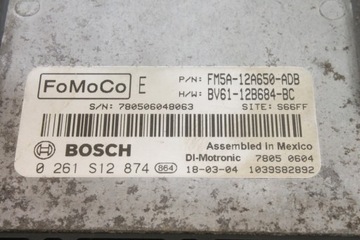 FoMoCo E P/N: FM5A-12A650-ADB
H/W: BV61-12B684-BC
S/N: 780506048063 SITE: S66FF
BOSCH Assembled in Mexico
DI-Motronic 7805 0604
0 261 S12 874 864 18-03-04 1039S82892